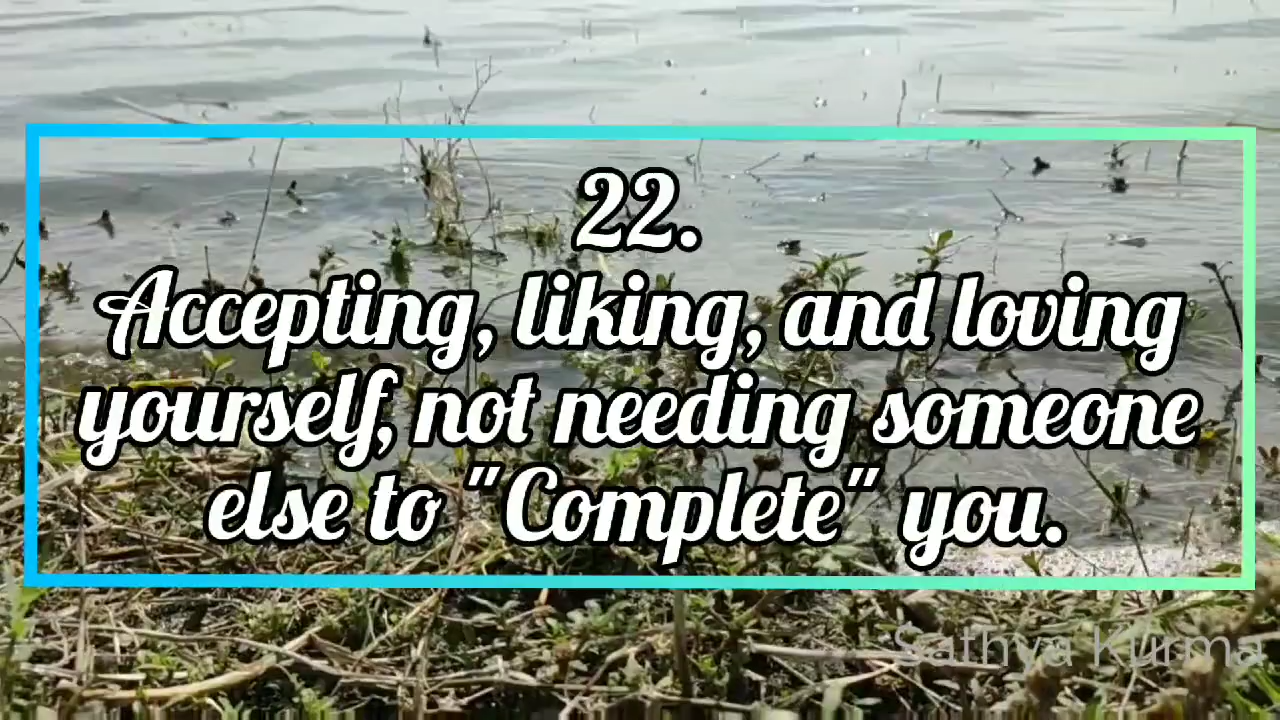 22.
Accepting, liking, and loving
yourself, not needing someone
else to "Complete" you.
Sathya Kurma